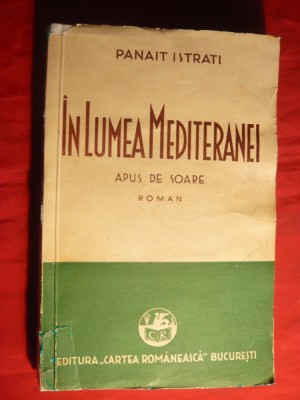 PANAIT ISTRATI
ÎN LUMEA MEDITERANEI
APUS DE SOARE
ROMAN
C R
EDITURA „CARTEA ROMÂNEASCĂ" BUCUREȘTI